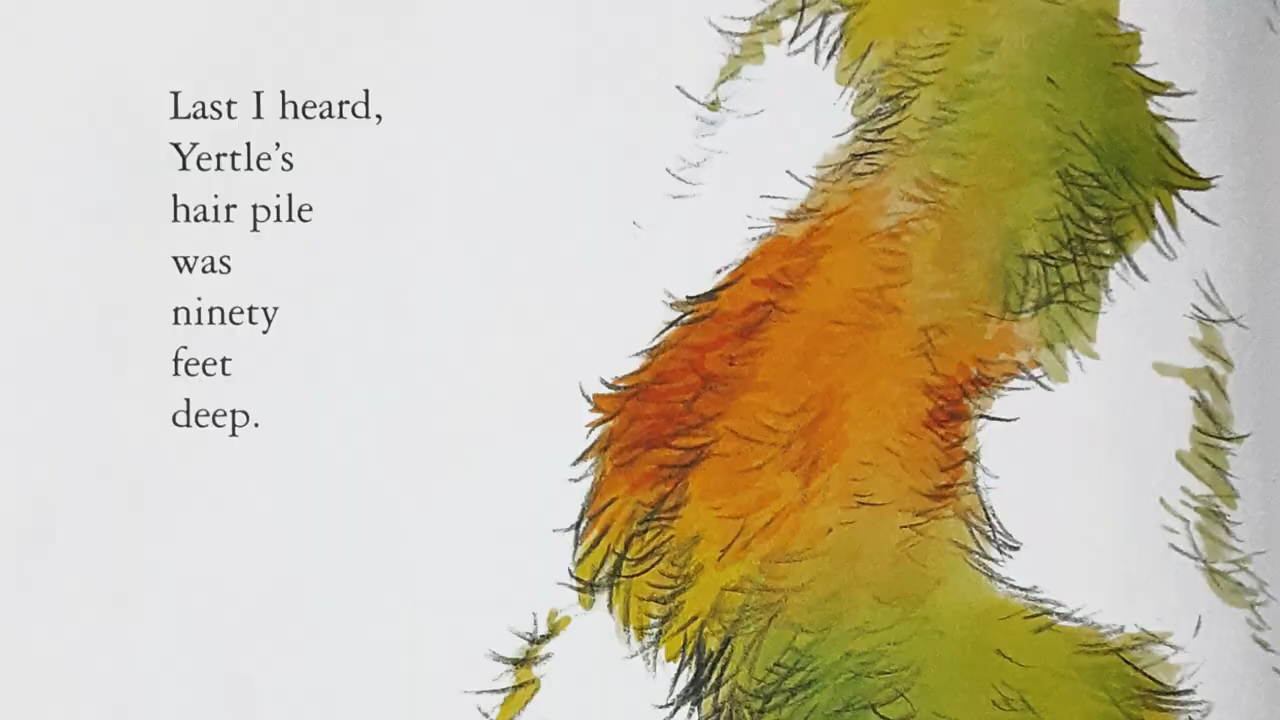 Last I heard,
Yertle’s
hair pile
was
ninety
feet
deep.